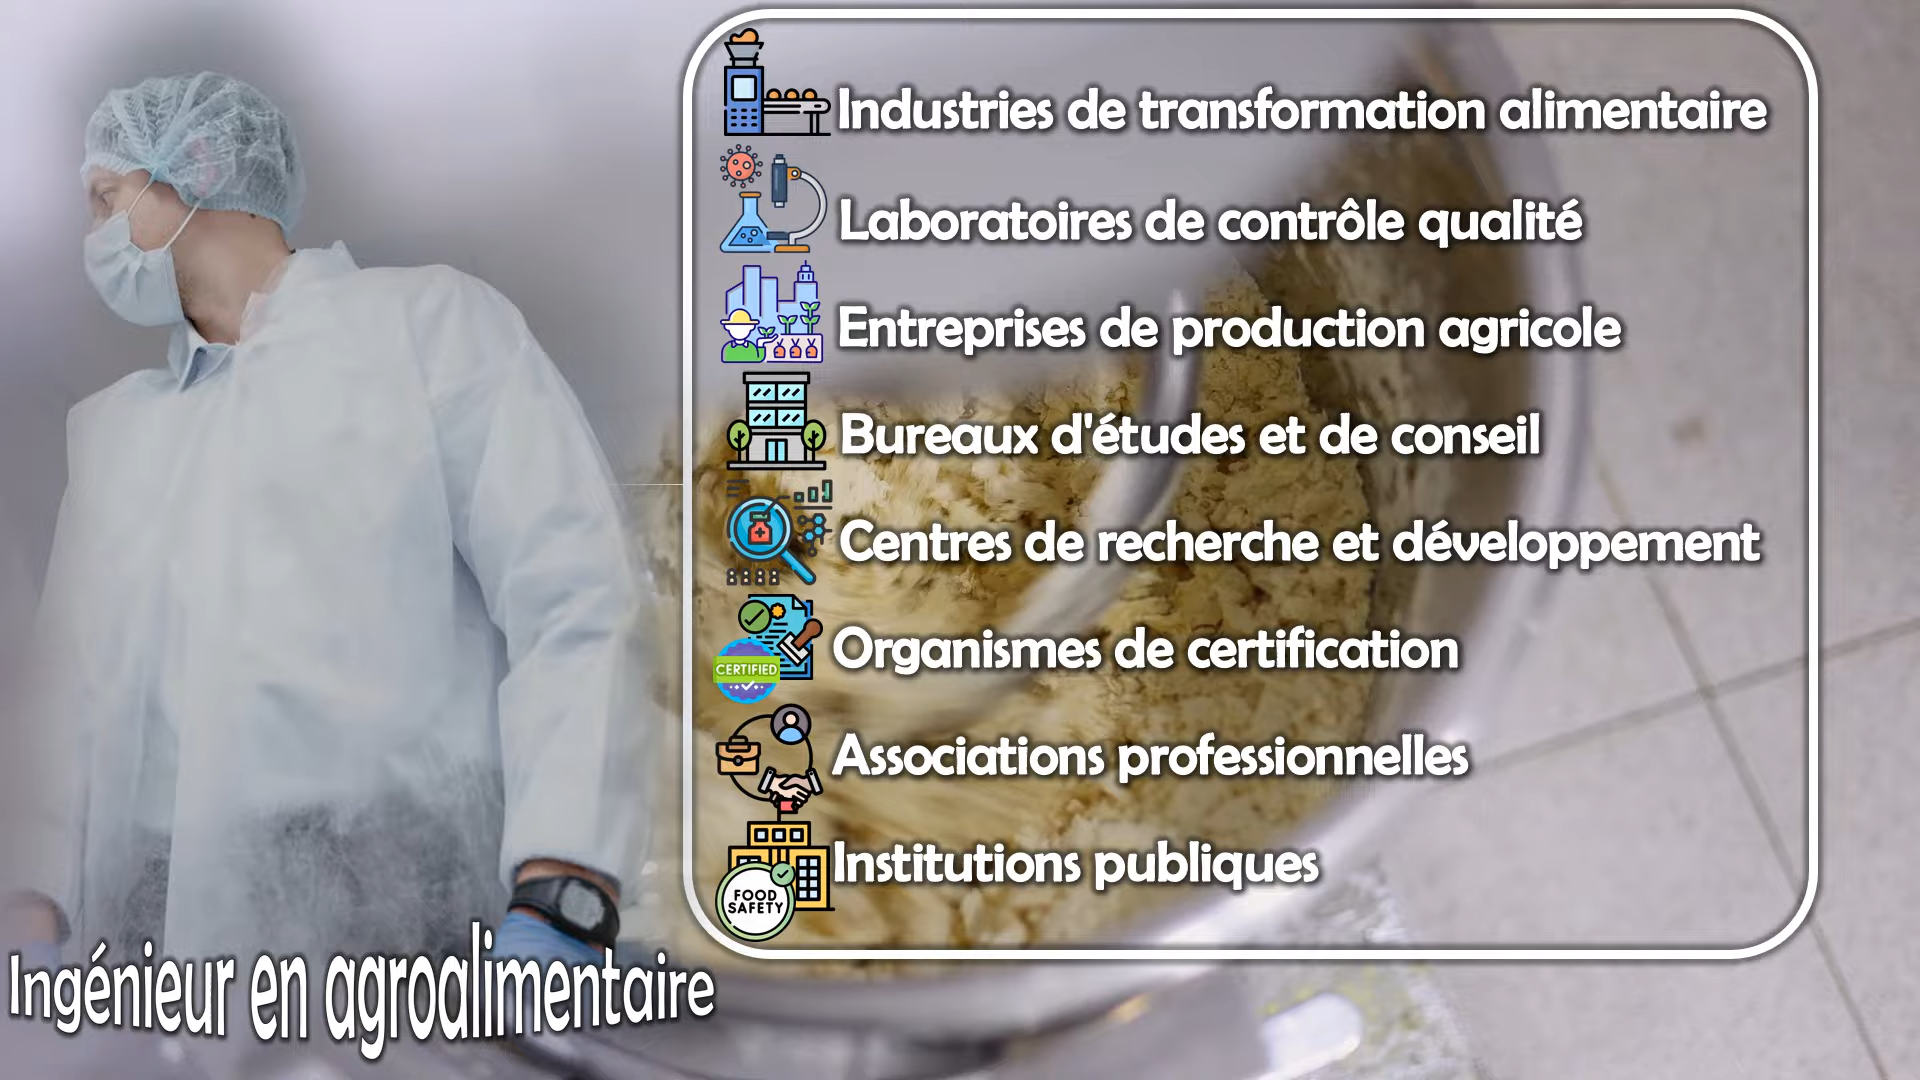 Industries de transformation alimentaire
Laboratoires de contrôle qualité
Entreprises de production agricole
Bureaux d'études et de conseil
Centres de recherche et développement
CERTIFIED
Organismes de certification
Associations professionnelles
Institutions publiques
FOOD
SAFETY
Ingénieur en agroalimentaire